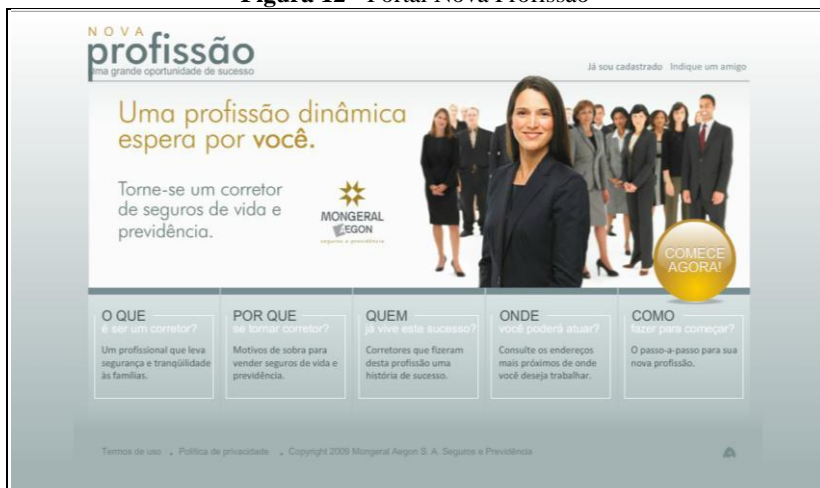 Figura 12 - Portal Nova Profissão
NOVA
profissão
uma grande oportunidade de sucesso
Já sou cadastrado Indique um amigo
Uma profissão dinâmica
espera por você.
Torne-se um corretor
de seguros de vida e
previdência.
MONGERAL
AEGON
seguros e previdência
COMECE
AGORA!
O QUE
é ser um corretor?
Um profissional que leva
segurança e tranqüilidade
às famílias.
POR QUE
se tornar corretor?
Motivos de sobra para
vender seguros de vida e
previdência.
QUEM
já vive este sucesso?
Corretores que fizeram
desta profissão uma
história de sucesso.
ONDE
você poderá atuar?
Consulte os endereços
mais próximos de onde
você deseja trabalhar.
COMO
fazer para começar?
O passo-a-passo para sua
nova profissão.
Termos de uso . Política de privacidade . Copyright 2009 Mongeral Aegon S. A. Seguros e Previdência